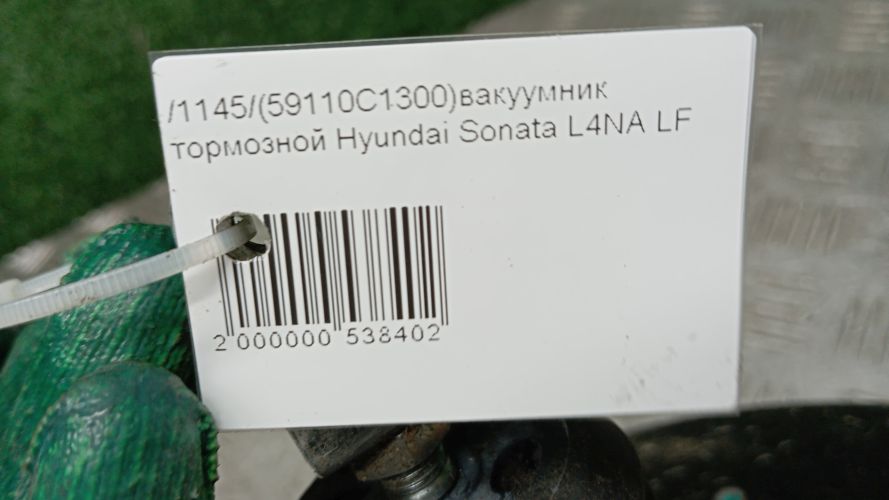 /1145/(59110C1300)вакуумник
тормозной Hyundai Sonata L4NA LF
2 000000 538402